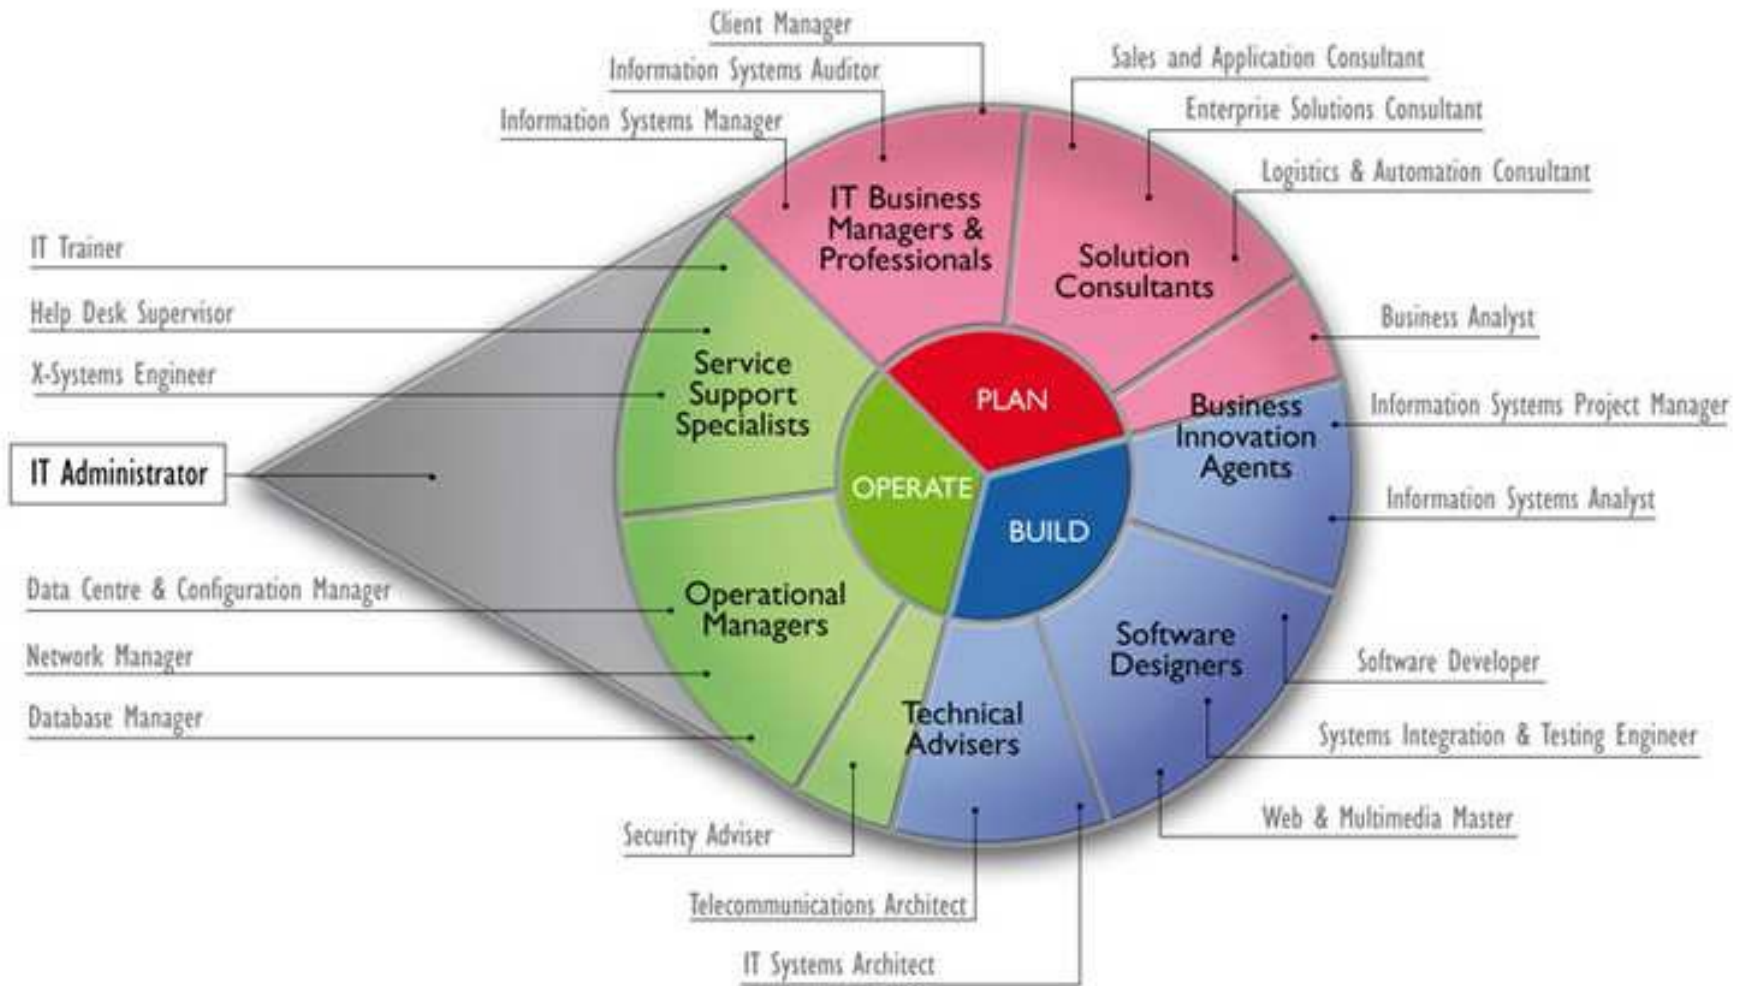 Client Manager
Information Systems Auditor
Information Systems Manager
Sales and Application Consultant
Enterprise Solutions Consultant
Logistics & Automation Consultant
Business Analyst
Information Systems Project Manager
Information Systems Analyst
Software Developer
Systems Integration & Testing Engineer
Web & Multimedia Master
IT Trainer
Help Desk Supervisor
X-Systems Engineer
IT Administrator
Data Centre & Configuration Manager
Network Manager
Database Manager
Security Adviser
Telecommunications Architect
IT Systems Architect
IT Business
Managers &
Professionals
Solution
Consultants
Business
Innovation
Agents
Software
Designers
Technical
Advisers
Operational
Managers
Service
Support
Specialists
PLAN
OPERATE
BUILD